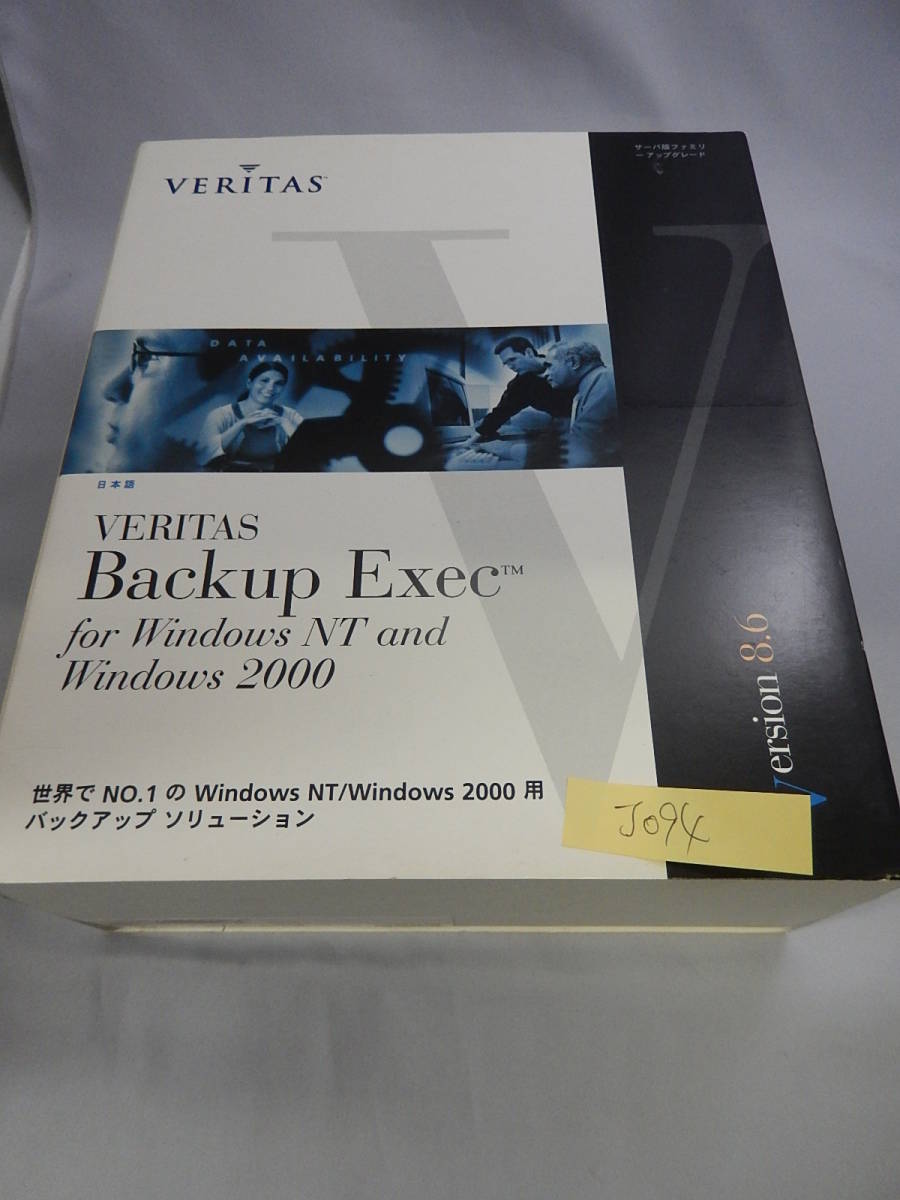 VERITAS™
サーバ版ファミリ
ーアップグレード
DATA
AVAILABILITY
日本語
VERITAS
Backup Exec™
for Windows NT and
Windows 2000
Version 8.6
世界で NO.1 の Windows NT/Windows 2000 用
バックアップ ソリューション
J094